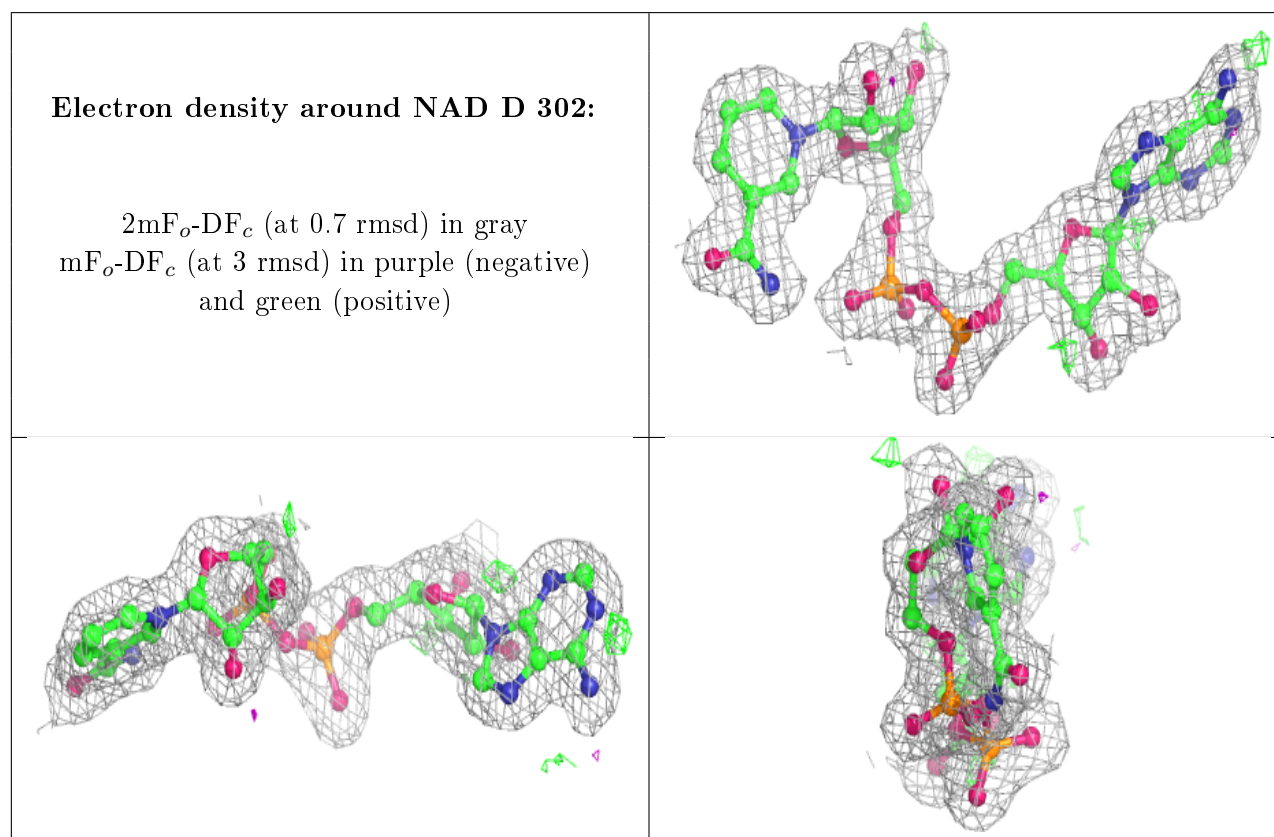 Electron density around NAD D 302:
2mFo-DFc (at 0.7 rmsd) in gray
mFo-DFc (at 3 rmsd) in purple (negative)
and green (positive)